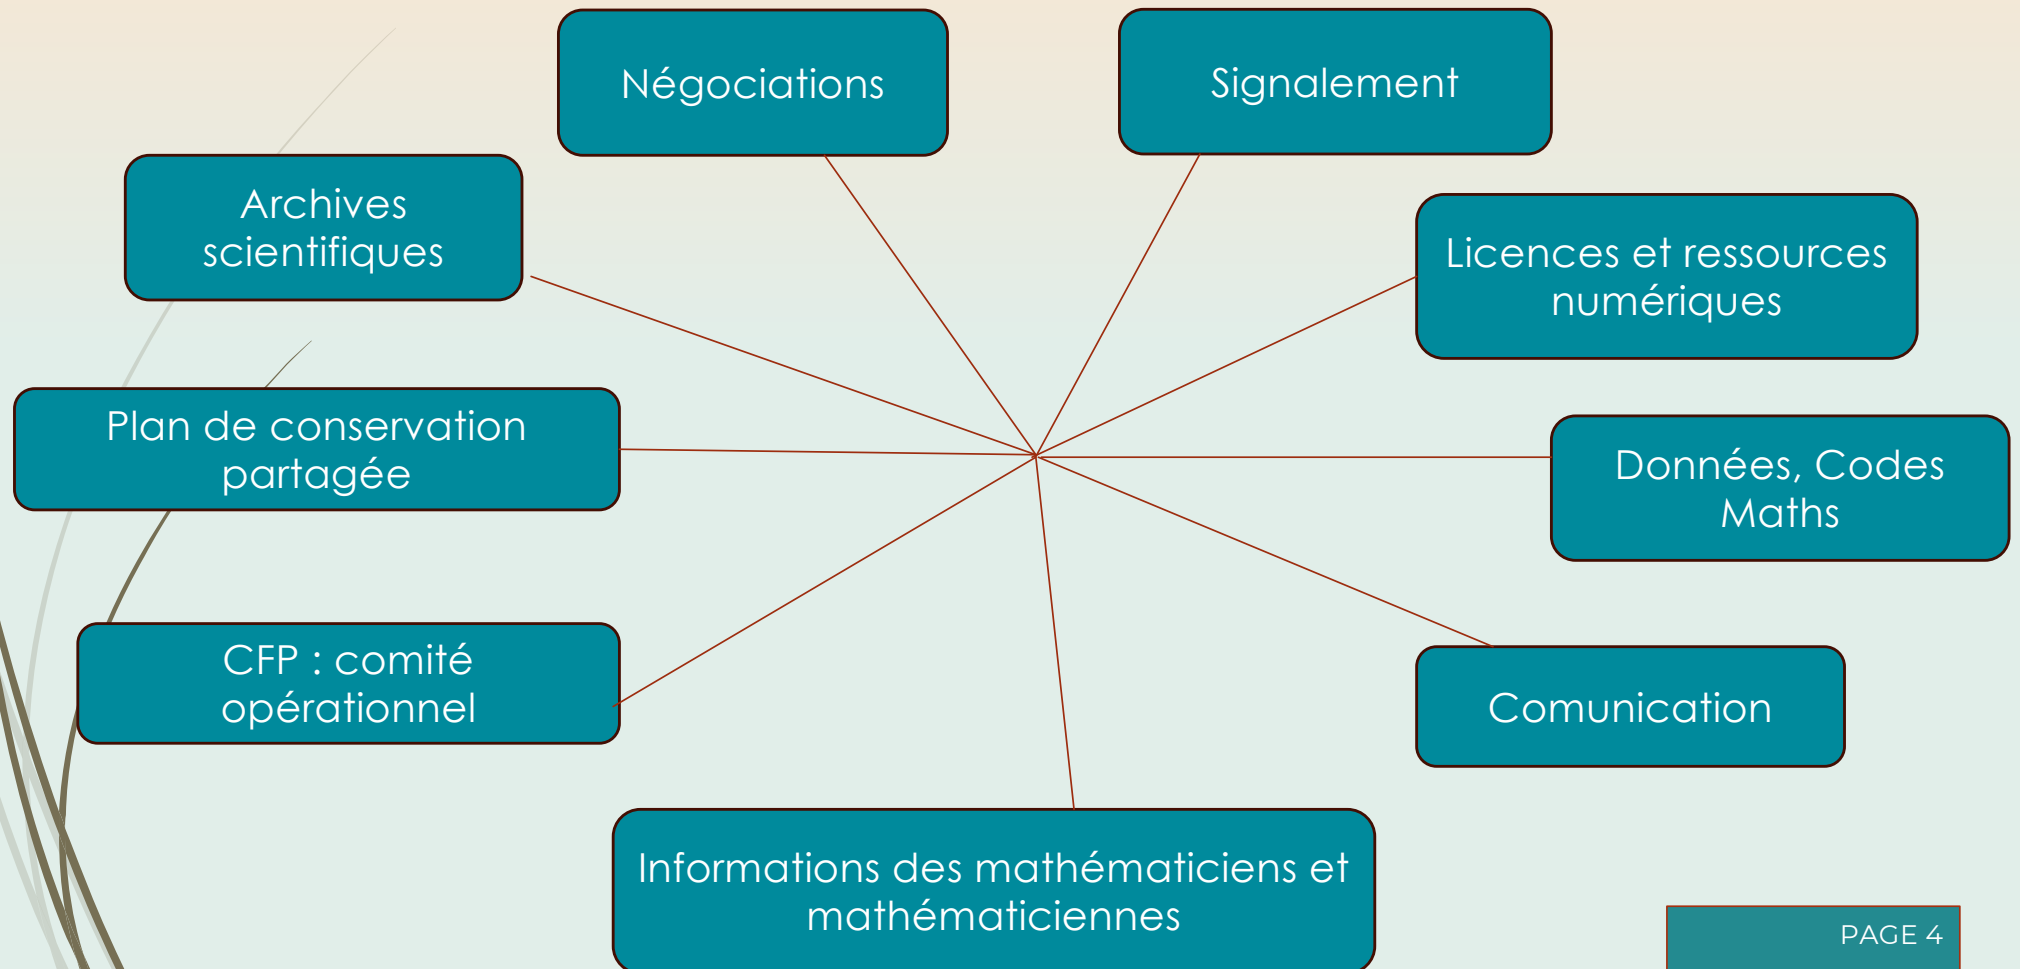 Négociations
Signalement
Archives
scientifiques
Licences et ressources
numériques
Plan de conservation
partagée
Données, Codes
Maths
CFP : comité
opérationnel
Comunication
Informations des mathématiciens et
mathématiciennes
PAGE 4